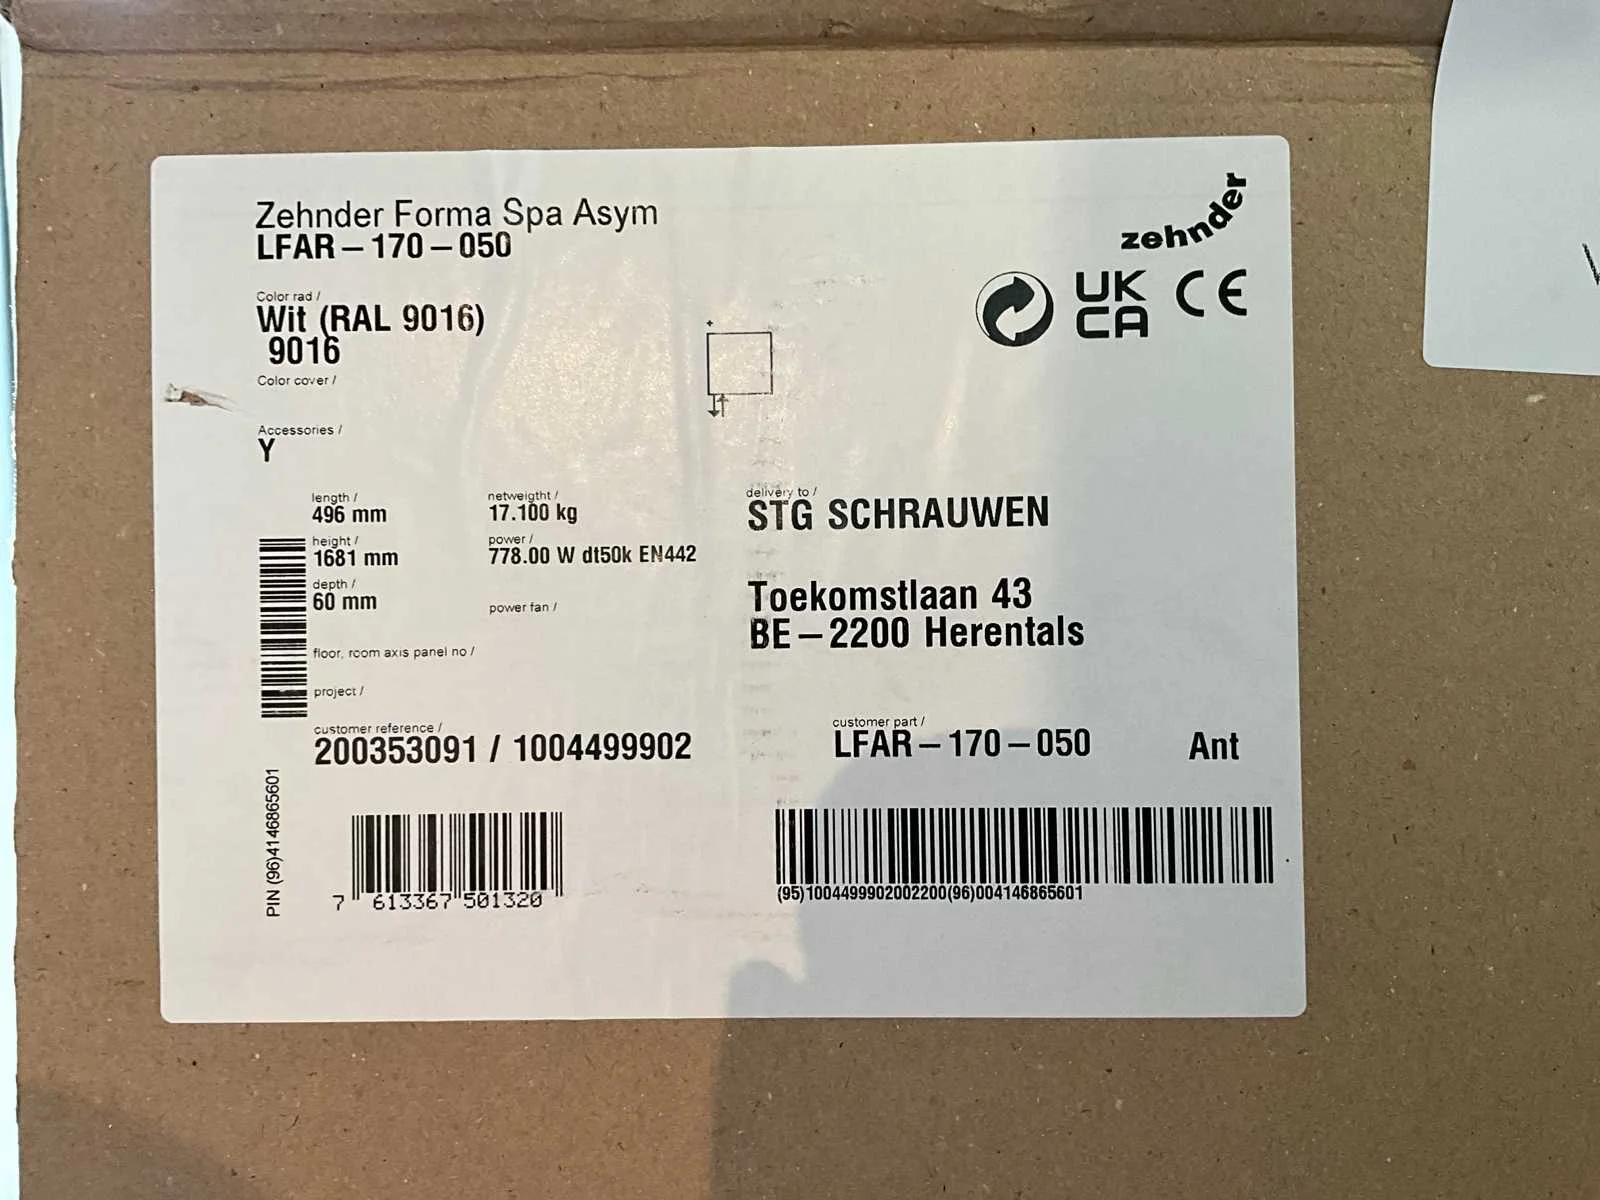 Zehnder Forma Spa Asym
LFAR-170-050
zehnder
UK
CA
CE
Color rad /
Wit (RAL 9016)
9016
Color cover /
Accessories /
Y
length /
496 mm
height /
1681 mm
depth /
60 mm
netweigtht /
17.100 kg
power /
778.00 W dt50k EN442
power fan /
floor, room axis panel no /
project /
delivery to /
STG SCHRAUWEN
Toekomstlaan 43
BE-2200 Herentals
customer reference /
200353091 / 1004499902
customer part /
LFAR-170-050
Ant
PIN (96)4146865601
7 613367 501320
(95)1004499902002200(96)004146865601